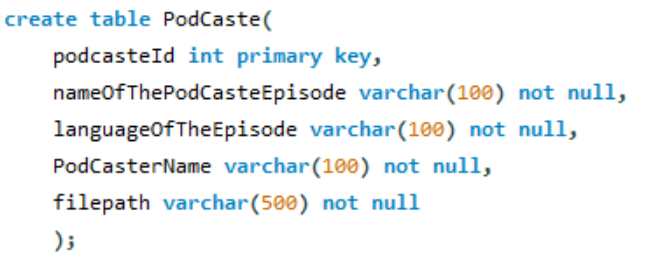 create table PodCaste(
podcasteId int primary key,
nameOfThePodCasteEpisode varchar(100) not null,
languageOfTheEpisode varchar(100) not null,
PodCasterName varchar(100) not null,
filepath varchar(500) not null
);